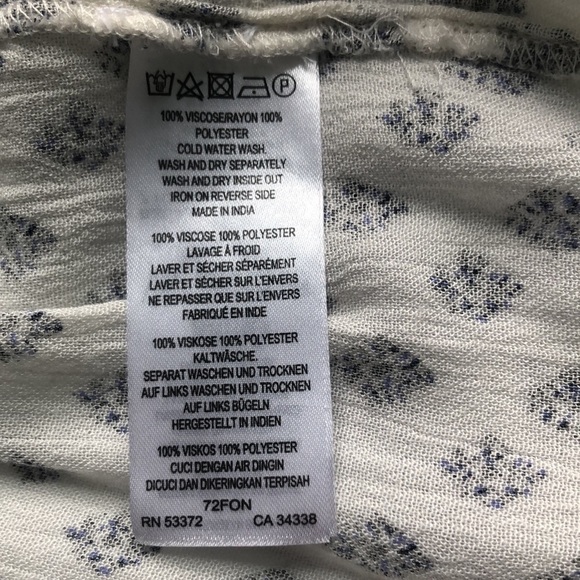 P
100% VISCOSE/RAYON 100%
POLYESTER
COLD WATER WASH.
WASH AND DRY SEPARATELY
WASH AND DRY INSIDE OUT
IRON ON REVERSE SIDE
MADE IN INDIA
100% VISCOSE 100% POLYESTER
LAVAGE À FROID
LAVER ET SÉCHER SÉPARÉMENT
LAVER ET SÉCHER SUR L'ENVERS
NE REPASSER QUE SUR L'ENVERS
FABRIQUÉ EN INDE
100% VISKOSE 100% POLYESTER
KALTWÄSCHE.
SEPARAT WASCHEN UND TROCKNEN
AUF LINKS WASCHEN UND TROCKNEN
AUF LINKS BÜGELN
HERGESTELLT IN INDIEN
100% VISKOS 100% POLYESTER
CUCI DENGAN AIR DINGIN
DICUCI DAN DIKERINGKAN TERPISAH
72FON
RN 53372 CA 34338